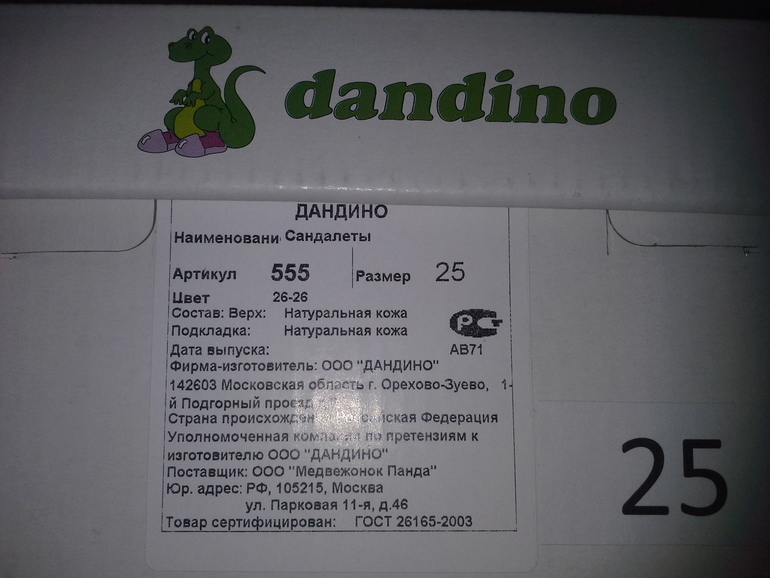 dandino
ДАНДИНО
Наименовани Сандалеты
Артикул 555 Размер 25
Цвет 26-26
Состав: Верх: Натуральная кожа
Подкладка: Натуральная кожа
Дата выпуска: АВ71
Фирма-изготовитель: ООО "ДАНДИНО"
142603 Московская область г. Орехово-Зуево, 1-
й Подгорный проезд
Страна происхожден Российская Федерация
Уполномоченная компания по претензиям к
изготовителю ООО "ДАНДИНО"
Поставщик: ООО "Медвежонок Панда"
Юр. адрес: РФ, 105215, Москва
ул. Парковая 11-я, д.46
Товар сертифицирован: ГОСТ 26165-2003
25